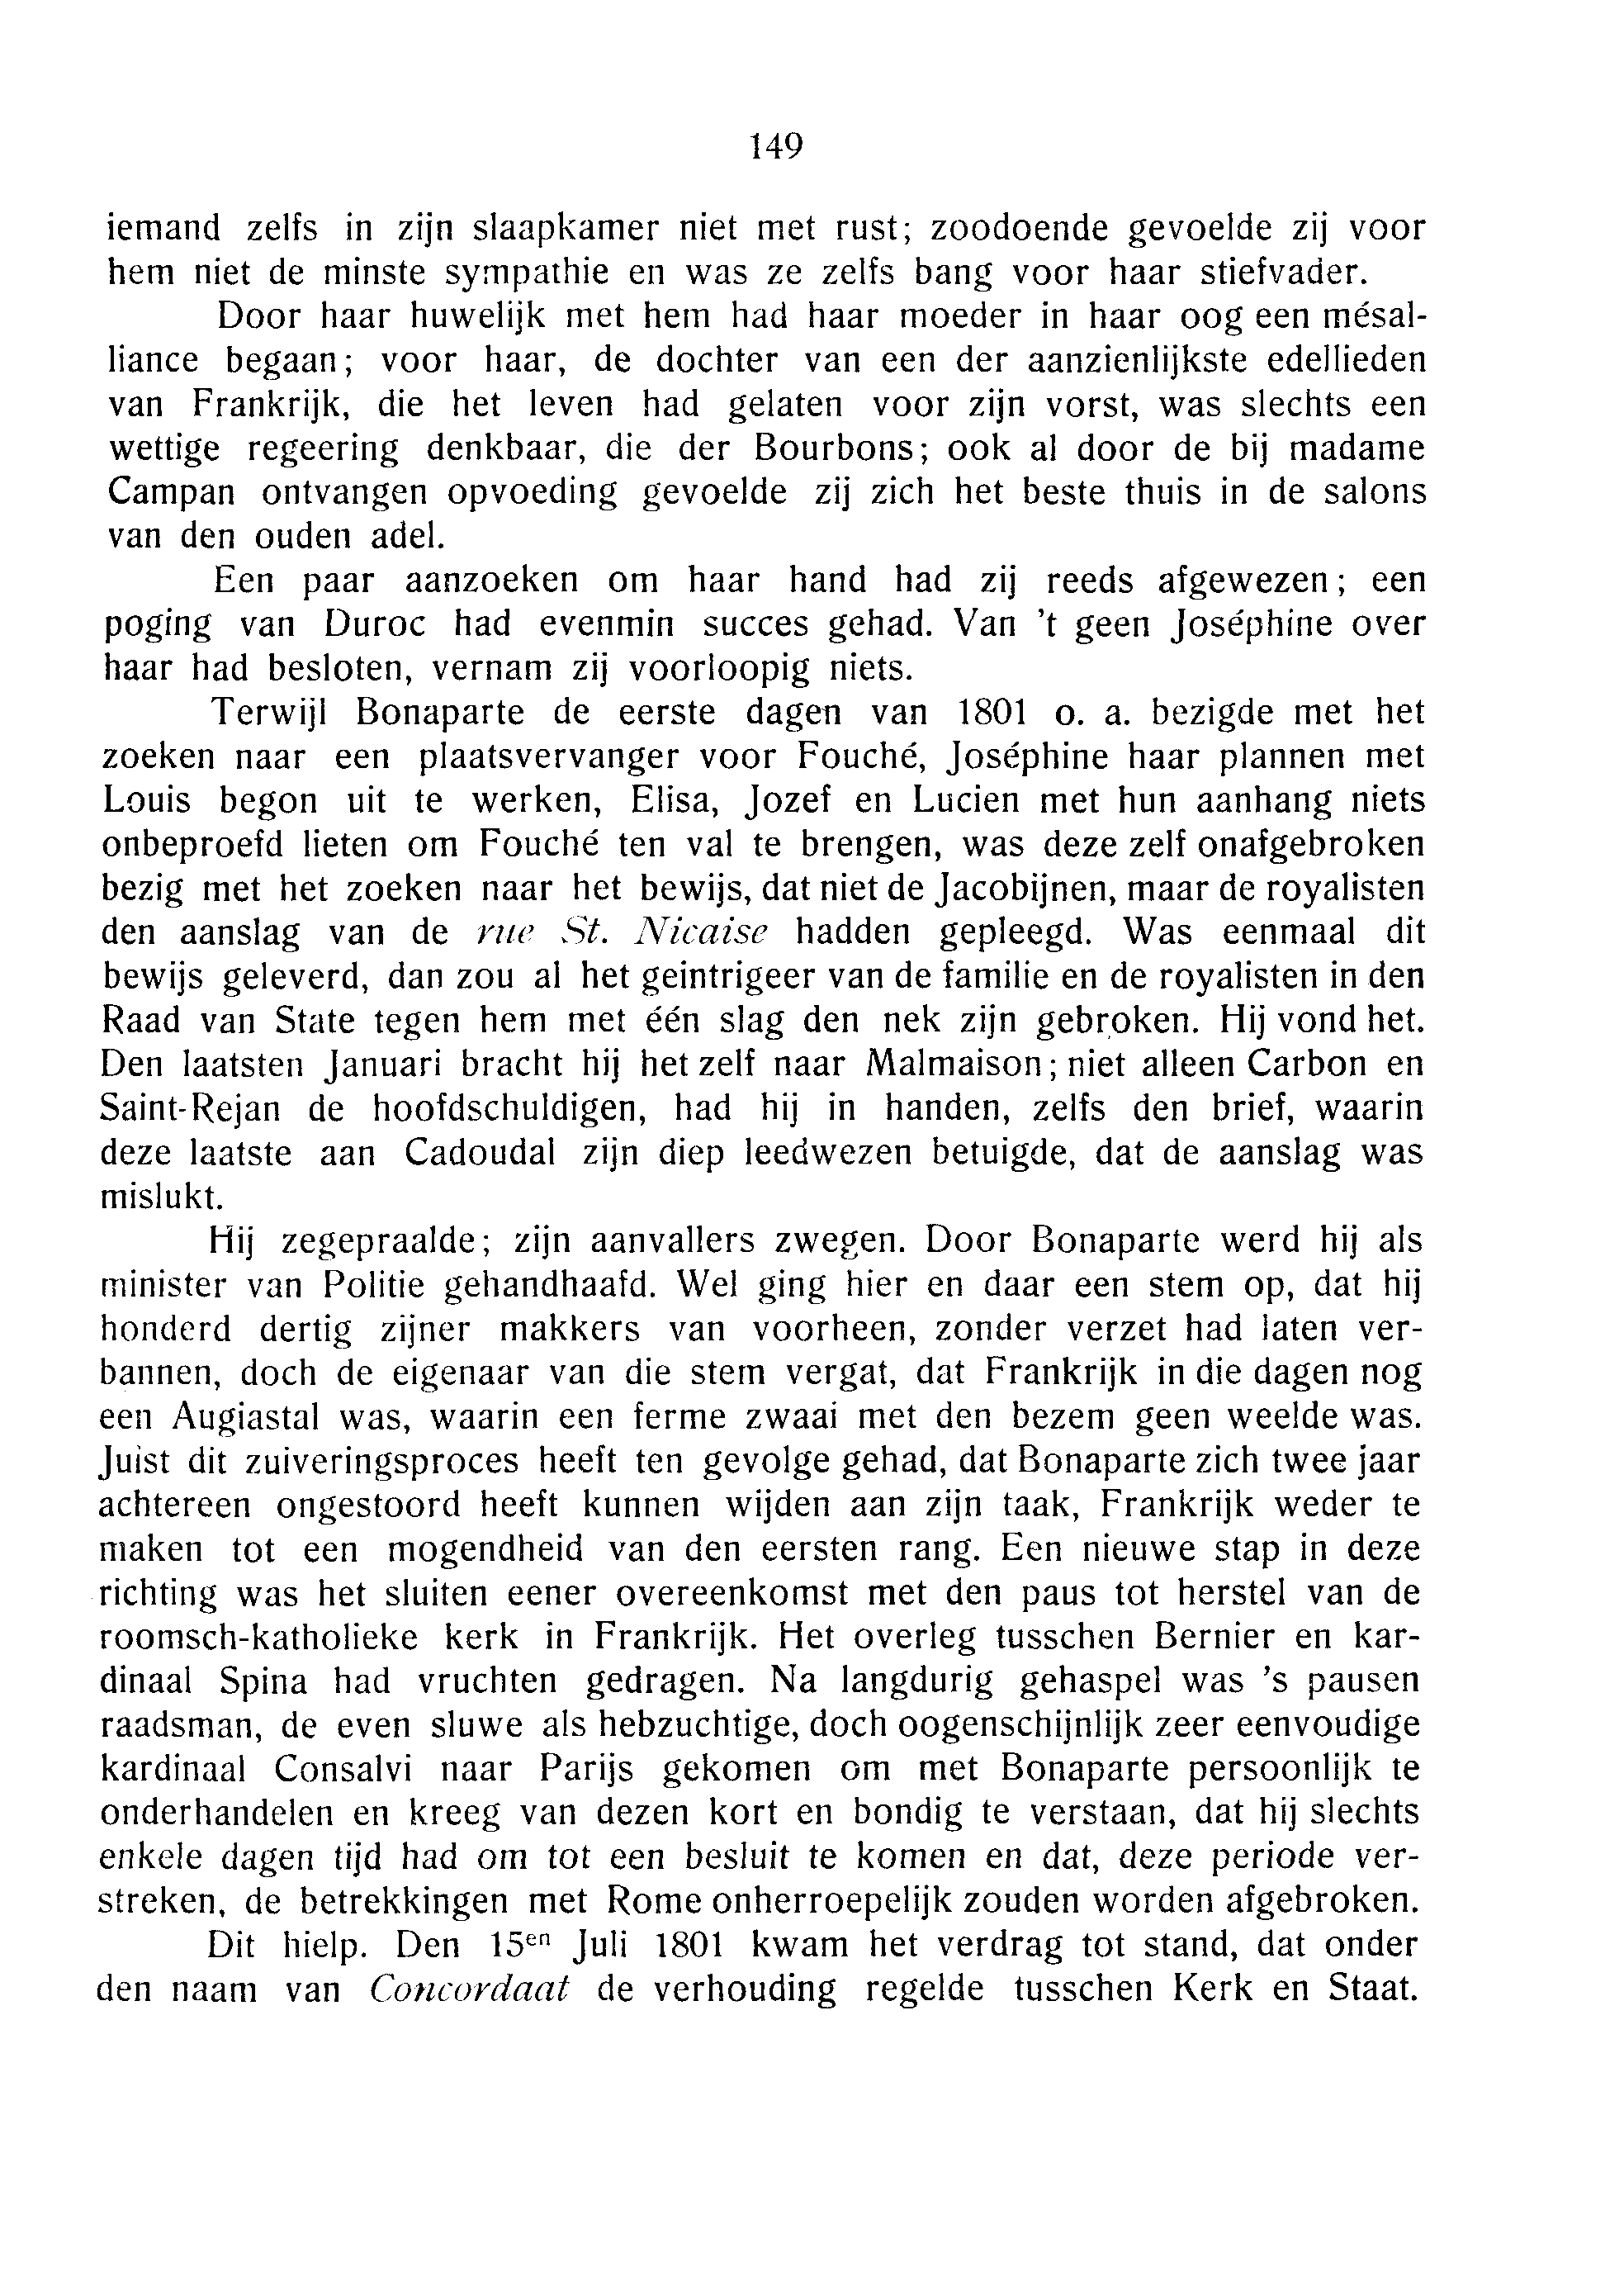 149
iemand zelfs in zijn slaapkamer niet met rust; zoodoende gevoelde zij voor
hem niet de minste sympathie en was ze zelfs bang voor haar stiefvader.
Door haar huwelijk met hem had haar moeder in haar oog een mésal-
liance begaan; voor haar, de dochter van een der aanzienlijkste edellieden
van Frankrijk, die het leven had gelaten voor zijn vorst, was slechts een
wettige regeering denkbaar, die der Bourbons; ook al door de bij madame
Campan ontvangen opvoeding gevoelde zij zich het beste thuis in de salons
van den ouden adel.
Een paar aanzoeken om haar hand had zij reeds afgewezen; een
poging van Duroc had evenmin succes gehad. Van 't geen Joséphine over
haar had besloten, vernam zij voorloopig niets.
Terwijl Bonaparte de eerste dagen van 1801 o. a. bezigde met het
zoeken naar een plaatsvervanger voor Fouché, Joséphine haar plannen met
Louis begon uit te werken, Elisa, Jozef en Lucien met hun aanhang niets
onbeproefd lieten om Fouché ten val te brengen, was deze zelf onafgebroken
bezig met het zoeken naar het bewijs, dat niet de Jacobijnen, maar de royalisten
den aanslag van de rue St. Nicaise hadden gepleegd. Was eenmaal dit
bewijs geleverd, dan zou al het geintrigeer van de familie en de royalisten in den
Raad van State tegen hem met één slag den nek zijn gebroken. Hij vond het.
Den laatsten Januari bracht hij het zelf naar Malmaison; niet alleen Carbon en
Saint-Rejan de hoofdschuldigen, had hij in handen, zelfs den brief, waarin
deze laatste aan Cadoudal zijn diep leedwezen betuigde, dat de aanslag was
mislukt.
Hij zegepraalde; zijn aanvallers zwegen. Door Bonaparte werd hij als
minister van Politie gehandhaafd. Wel ging hier en daar een stem op, dat hij
honderd dertig zijner makkers van voorheen, zonder verzet had laten ver-
bannen, doch de eigenaar van die stem vergat, dat Frankrijk in die dagen nog
een Augiastal was, waarin een ferme zwaai met den bezem geen weelde was.
Juist dit zuiveringsproces heeft ten gevolge gehad, dat Bonaparte zich twee jaar
achtereen ongestoord heeft kunnen wijden aan zijn taak, Frankrijk weder te
maken tot een mogendheid van den eersten rang. Een nieuwe stap in deze
richting was het sluiten eener overeenkomst met den paus tot herstel van de
roomsch-katholieke kerk in Frankrijk. Het overleg tusschen Bernier en kar-
dinaal Spina had vruchten gedragen. Na langdurig gehaspel was 's pausen
raadsman, de even sluwe als hebzuchtige, doch oogenschijnlijk zeer eenvoudige
kardinaal Consalvi naar Parijs gekomen om met Bonaparte persoonlijk te
onderhandelen en kreeg van dezen kort en bondig te verstaan, dat hij slechts
enkele dagen tijd had om tot een besluit te komen en dat, deze periode ver-
streken, de betrekkingen met Rome onherroepelijk zouden worden afgebroken.
Dit hielp. Den 15en Juli 1801 kwam het verdrag tot stand, dat onder
den naam van Concordaat de verhouding regelde tusschen Kerk en Staat.